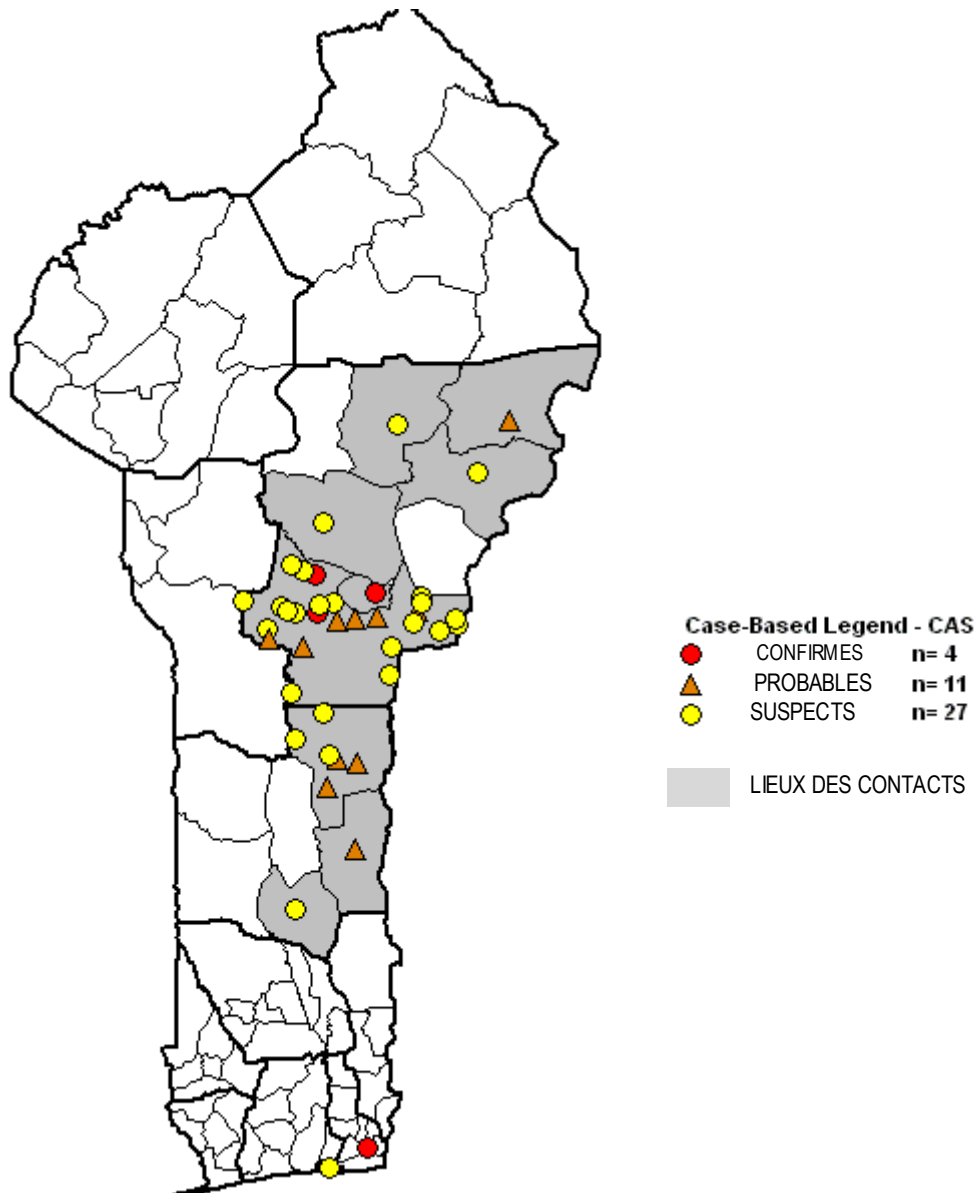 Case-Based Legend - CAS
CONFIRMES n= 4
PROBABLES n= 11
SUSPECTS n= 27
LIEUX DES CONTACTS